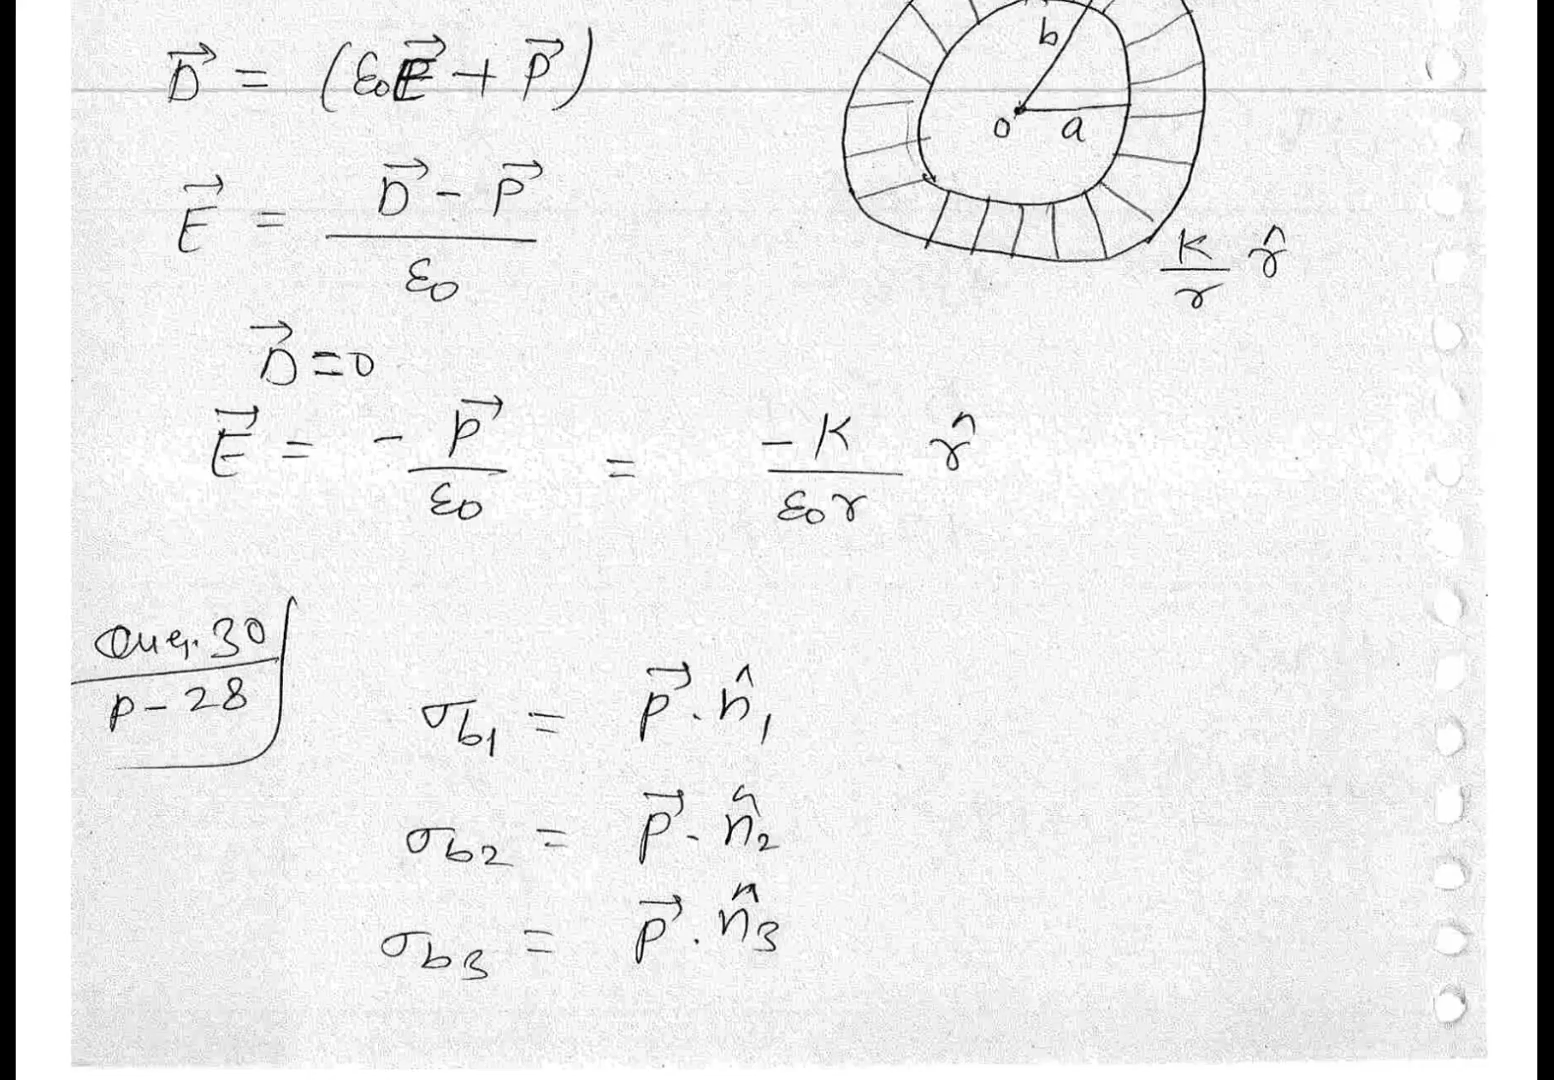 D⃗ = (ε₀E⃗ + P⃗)
b
o a
E⃗ = (D⃗ - P⃗)/ε₀
K/r r̂
D⃗ = 0
E⃗ = - P⃗/ε₀ = -K/(ε₀r) r̂
Que. 30
P-28
σb1 = P⃗ . n̂1
σb2 = P⃗ . n̂2
σb3 = P⃗ . n̂3